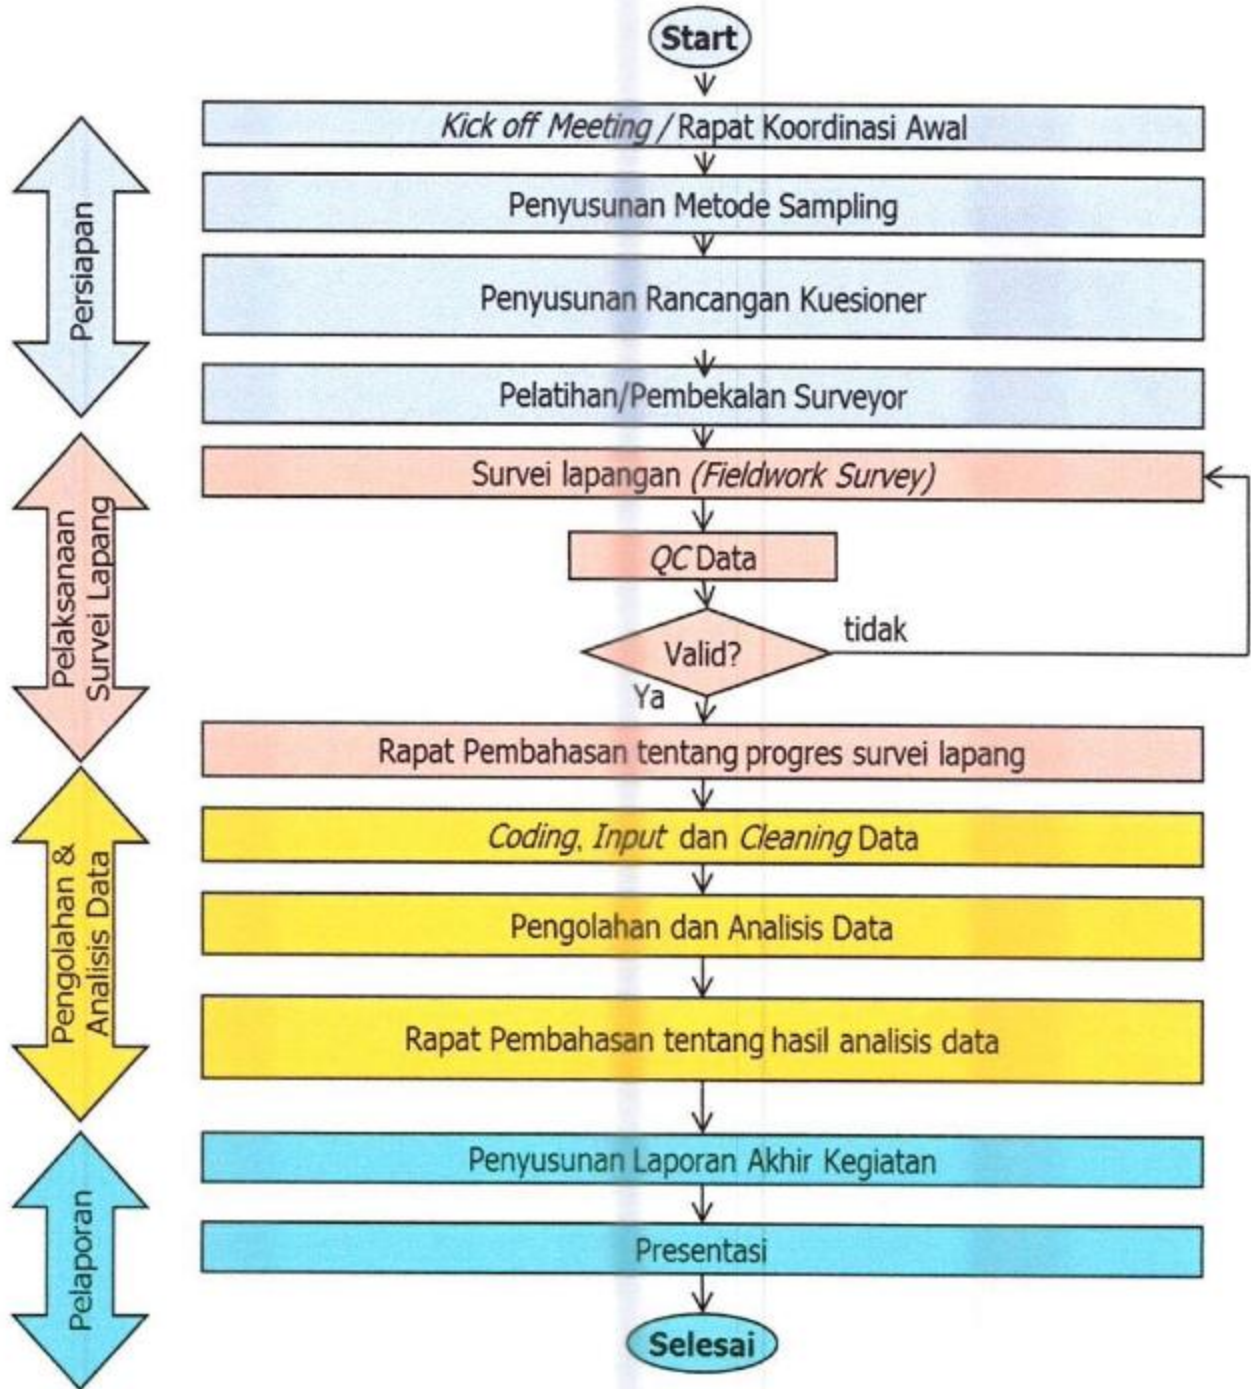 Start
Kick off Meeting / Rapat Koordinasi Awal
Penyusunan Metode Sampling
Penyusunan Rancangan Kuesioner
Pelatihan/Pembekalan Surveyor
Persiapan
Survei lapangan (Fieldwork Survey)
QC Data
Valid?
tidak
Ya
Rapat Pembahasan tentang progres survei lapang
Pelaksanaan
Survei Lapang
Coding, Input dan Cleaning Data
Pengolahan dan Analisis Data
Rapat Pembahasan tentang hasil analisis data
Pengolahan &
Analisis Data
Penyusunan Laporan Akhir Kegiatan
Presentasi
Pelaporan
Selesai